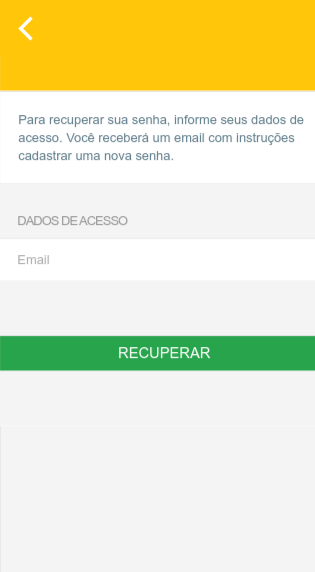 Para recuperar sua senha, informe seus dados de
acesso. Você receberá um email com instruções
cadastrar uma nova senha.
DADOS DE ACESSO
Email
RECUPERAR